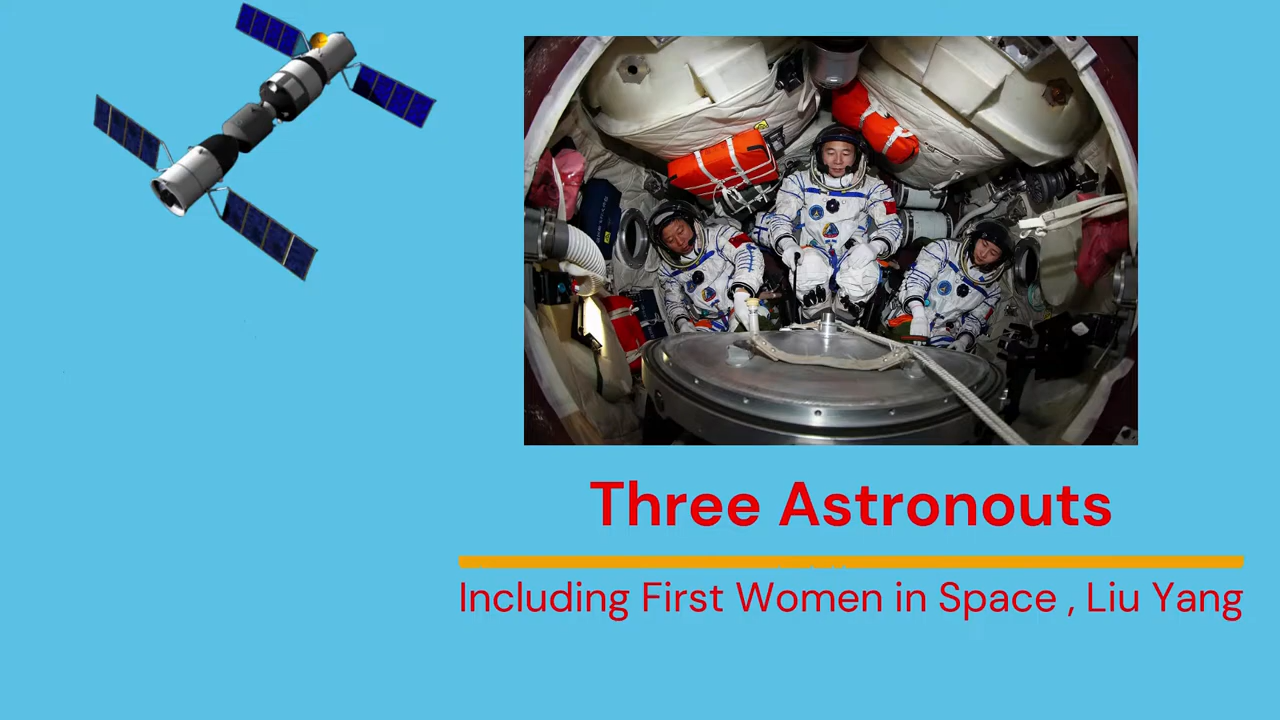 Three Astronouts
Including First Women in Space , Liu Yang